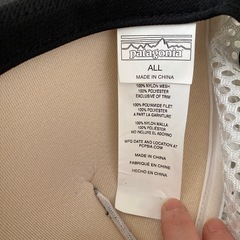 patagonia
ALL
MADE IN CHINA
100% NYLON MESH
100% POLYESTER
EXCLUSIVE OF TRIM
100% POLYAMIDE FILET
100% POLYESTER
A PART LA GARNITURE
100% NYLON MALLA
100% POLIÉSTER
NO INCLUYE EL ADORNO
MFG DATE AND LOCATION AT
POPSIA.COM
MADE IN CHINA
FABRIQUÉ EN CHINE
HECHO EN CHINA